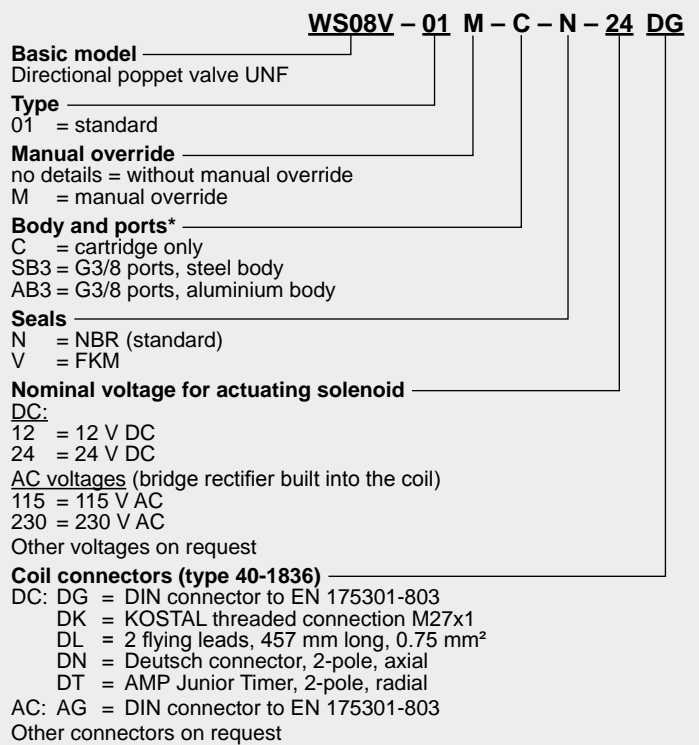 WS08V – 01 M – C – N – 24 DG
Basic model
Directional poppet valve UNF
Type
01 = standard
Manual override
no details = without manual override
M = manual override
Body and ports*
C = cartridge only
SB3 = G3/8 ports, steel body
AB3 = G3/8 ports, aluminium body
Seals
N = NBR (standard)
V = FKM
Nominal voltage for actuating solenoid
DC:
12 = 12 V DC
24 = 24 V DC
AC voltages (bridge rectifier built into the coil)
115 = 115 V AC
230 = 230 V AC
Other voltages on request
Coil connectors (type 40-1836)
DC: DG = DIN connector to EN 175301-803
DK = KOSTAL threaded connection M27x1
DL = 2 flying leads, 457 mm long, 0.75 mm²
DN = Deutsch connector, 2-pole, axial
DT = AMP Junior Timer, 2-pole, radial
AC: AG = DIN connector to EN 175301-803
Other connectors on request